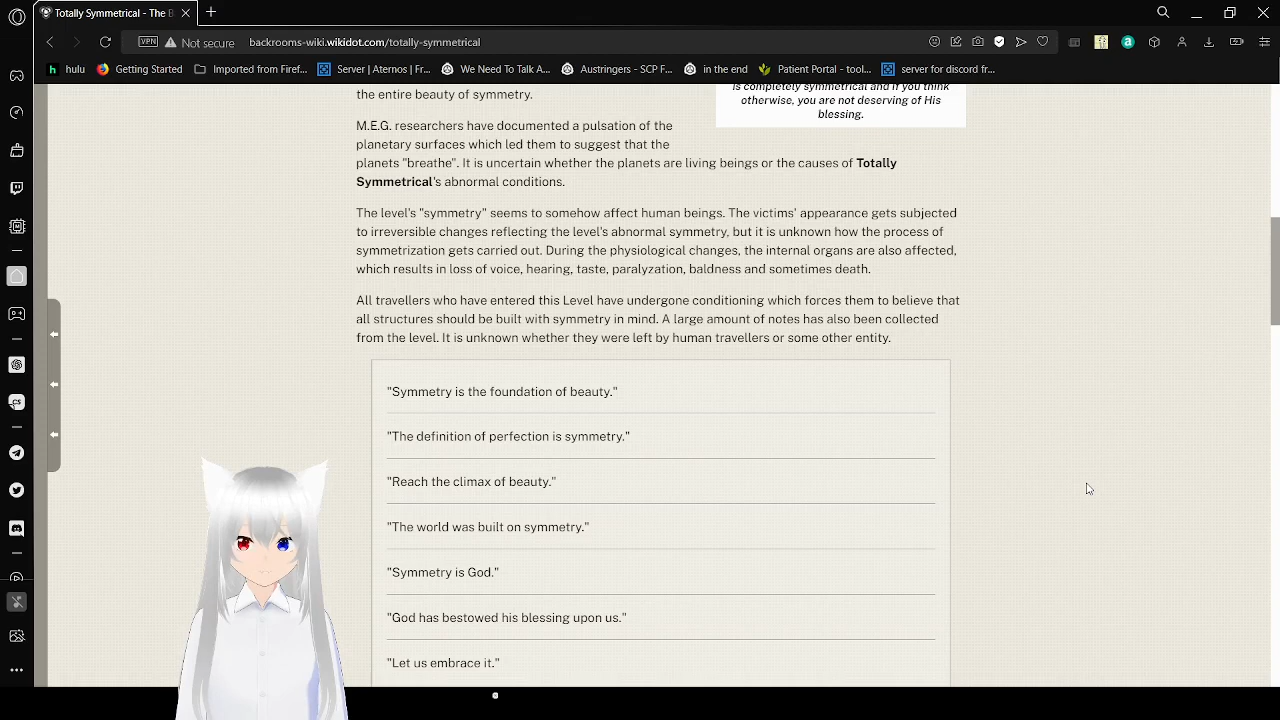 Totally Symmetrical - The B
VPN Not secure backrooms-wiki.wikidot.com/totally-symmetrical
hulu Getting Started Imported from Firef... Server | Aternos | Fr... We Need To Talk A... Austringers - SCP F... in the end Patient Portal - tool... server for discord fr...
is completely symmetrical and if you think
otherwise, you are not deserving of His
blessing.
the entire beauty of symmetry.
M.E.G. researchers have documented a pulsation of the
planetary surfaces which led them to suggest that the
planets "breathe". It is uncertain whether the planets are living beings or the causes of Totally
Symmetrical's abnormal conditions.
The level's "symmetry" seems to somehow affect human beings. The victims' appearance gets subjected
to irreversible changes reflecting the level's abnormal symmetry, but it is unknown how the process of
symmetrization gets carried out. During the physiological changes, the internal organs are also affected,
which results in loss of voice, hearing, taste, paralyzation, baldness and sometimes death.
All travellers who have entered this Level have undergone conditioning which forces them to believe that
all structures should be built with symmetry in mind. A large amount of notes has also been collected
from the level. It is unknown whether they were left by human travellers or some other entity.
"Symmetry is the foundation of beauty."
"The definition of perfection is symmetry."
"Reach the climax of beauty."
"The world was built on symmetry."
"Symmetry is God."
"God has bestowed his blessing upon us."
"Let us embrace it."